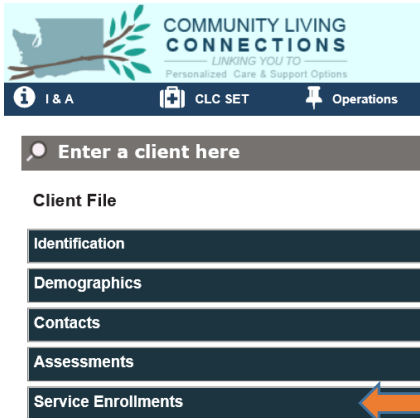 COMMUNITY LIVING
CONNECTIONS
LINKING YOU TO
Personalized Care & Support Options
I & A
CLC SET
Operations
Enter a client here
Client File
Identification
Demographics
Contacts
Assessments
Service Enrollments